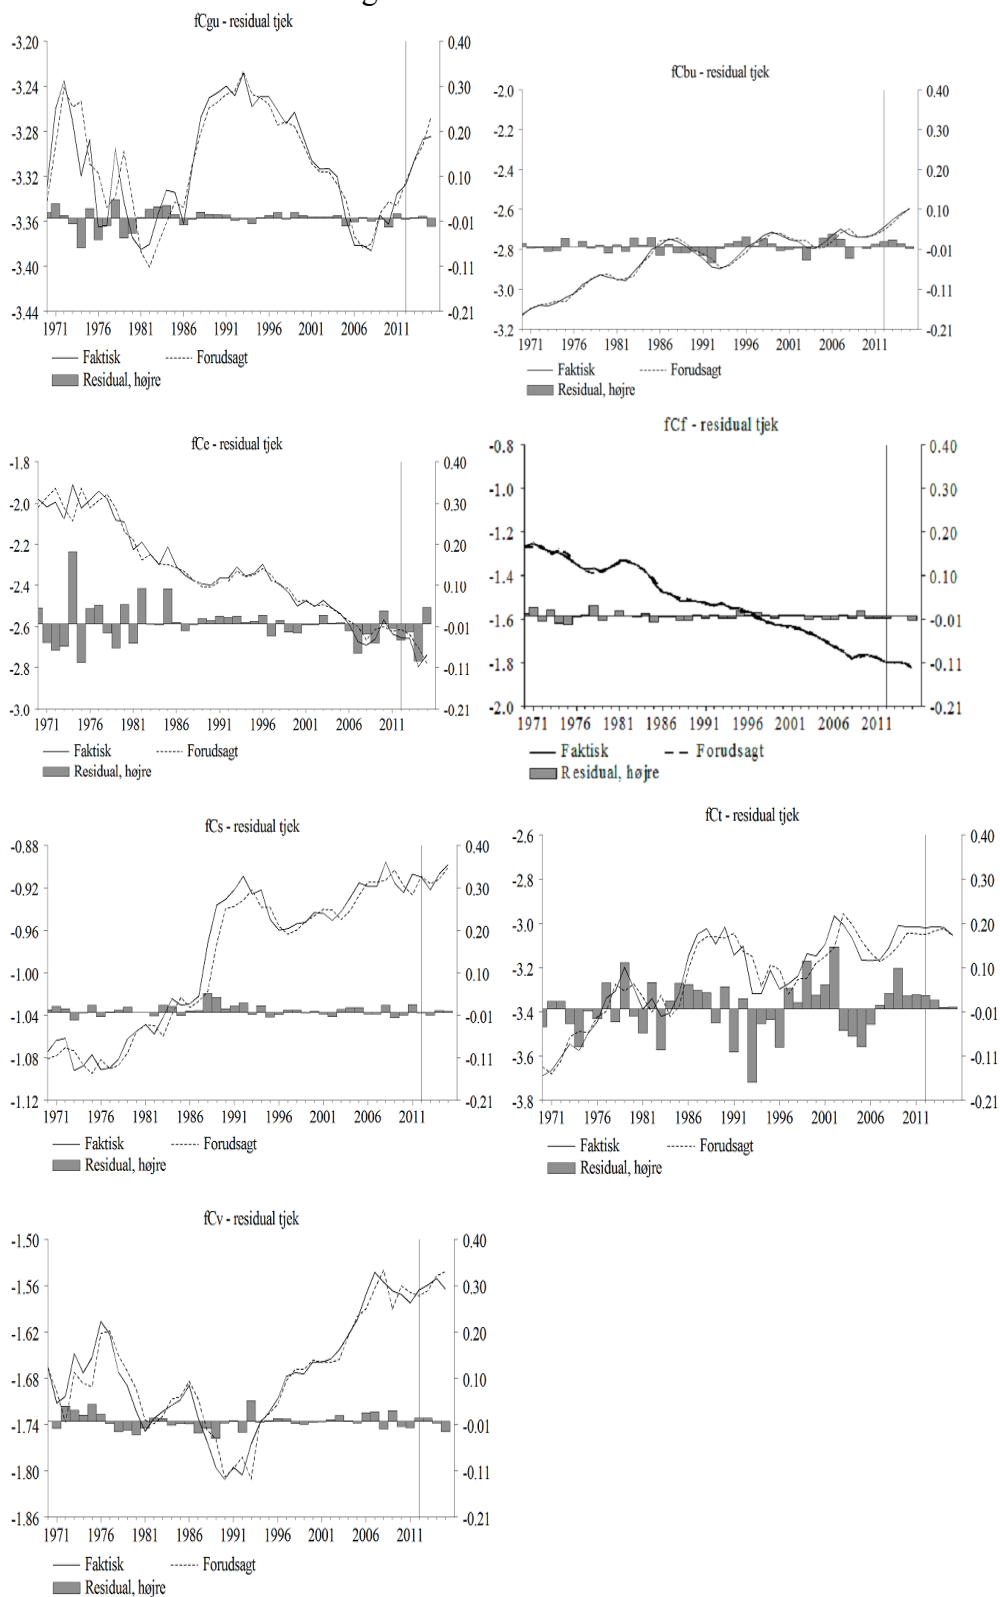 g
fCgu - residual tjek
-3.20 0.40
-3.24 0.30
-3.28 0.20
-3.32 0.10
-3.36 -0.01
-3.40 -0.11
-3.44 -0.21
1971 1976 1981 1986 1991 1996 2001 2006 2011
Faktisk Forudsagt
Residual, højre
fCbu - residual tjek
-2.0 0.40
-2.2 0.30
-2.4 0.20
-2.6 0.10
-2.8 -0.01
-3.0 -0.11
-3.2 -0.21
1971 1976 1981 1986 1991 1996 2001 2006 2011
Faktisk Forudsagt
Residual, højre
fCe - residual tjek
-1.8 0.40
-2.0 0.30
-2.2 0.20
-2.4 0.10
-2.6 -0.01
-2.8 -0.11
-3.0 -0.21
1971 1976 1981 1986 1991 1996 2001 2006 2011
Faktisk Forudsagt
Residual, højre
fCf - residual tjek
-0.8 0.40
-1.0 0.30
-1.2 0.20
-1.4 0.10
-1.6 -0.01
-1.8 -0.11
-2.0 -0.21
1971 1976 1981 1986 1991 1996 2001 2006 2011
Faktisk Forudsagt
Residual, højre
fCs - residual tjek
-0.88 0.40
-0.92 0.30
-0.96 0.20
-1.00 0.10
-1.04 -0.01
-1.08 -0.11
-1.12 -0.21
1971 1976 1981 1986 1991 1996 2001 2006 2011
Faktisk Forudsagt
Residual, højre
fCt - residual tjek
-2.6 0.40
-2.8 0.30
-3.0 0.20
-3.2 0.10
-3.4 -0.01
-3.6 -0.11
-3.8 -0.21
1971 1976 1981 1986 1991 1996 2001 2006 2011
Faktisk Forudsagt
Residual, højre
fCv - residual tjek
-1.50 0.40
-1.56 0.30
-1.62 0.20
-1.68 0.10
-1.74 -0.01
-1.80 -0.11
-1.86 -0.21
1971 1976 1981 1986 1991 1996 2001 2006 2011
Faktisk Forudsagt
Residual, højre